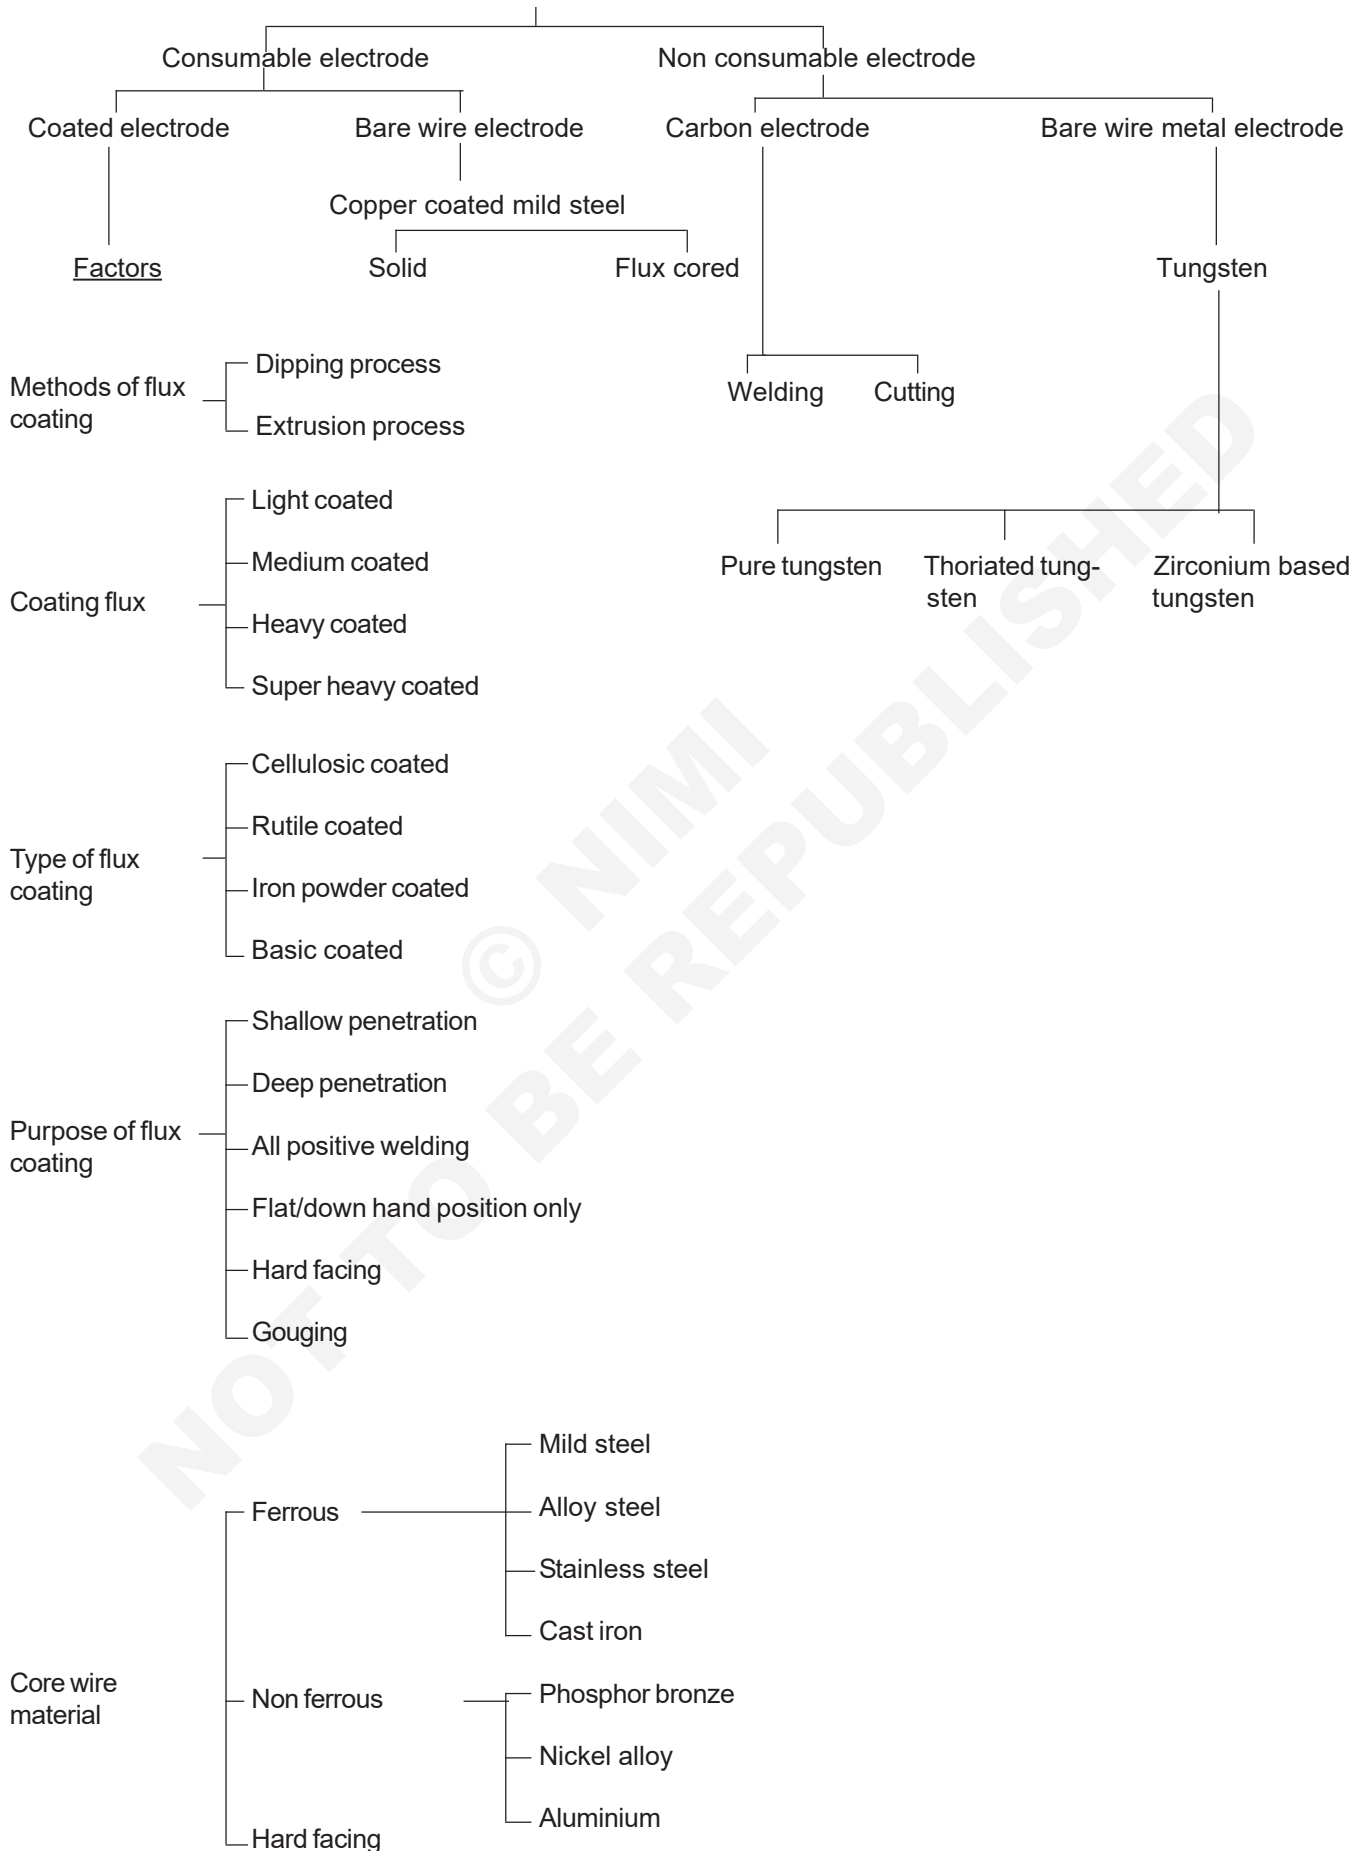 Consumable electrode
Non consumable electrode
Coated electrode
Bare wire electrode
Carbon electrode
Bare wire metal electrode
Copper coated mild steel
Factors
Solid
Flux cored
Tungsten
Methods of flux
coating
Dipping process
Extrusion process
Welding
Cutting
Coating flux
Light coated
Medium coated
Heavy coated
Super heavy coated
Pure tungsten
Thoriated tung-
sten
Zirconium based
tungsten
Type of flux
coating
Cellulosic coated
Rutile coated
Iron powder coated
Basic coated
Purpose of flux
coating
Shallow penetration
Deep penetration
All positive welding
Flat/down hand position only
Hard facing
Gouging
Core wire
material
Ferrous
Mild steel
Alloy steel
Stainless steel
Cast iron
Non ferrous
Phosphor bronze
Nickel alloy
Aluminium
Hard facing
© NIMI
NOT TO BE REPUBLISHED